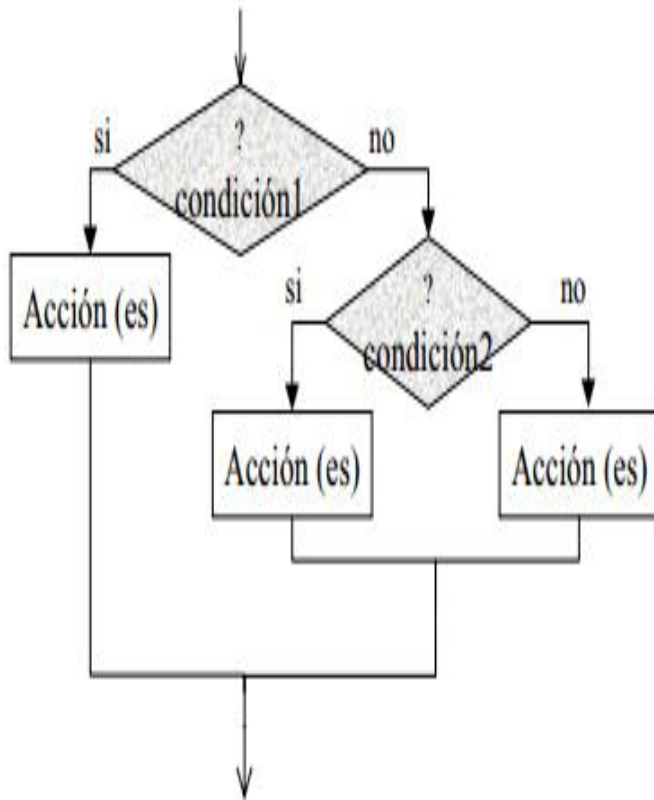 si
?
no
condición1
Acción (es)
si
?
no
condición2
Acción (es)
Acción (es)